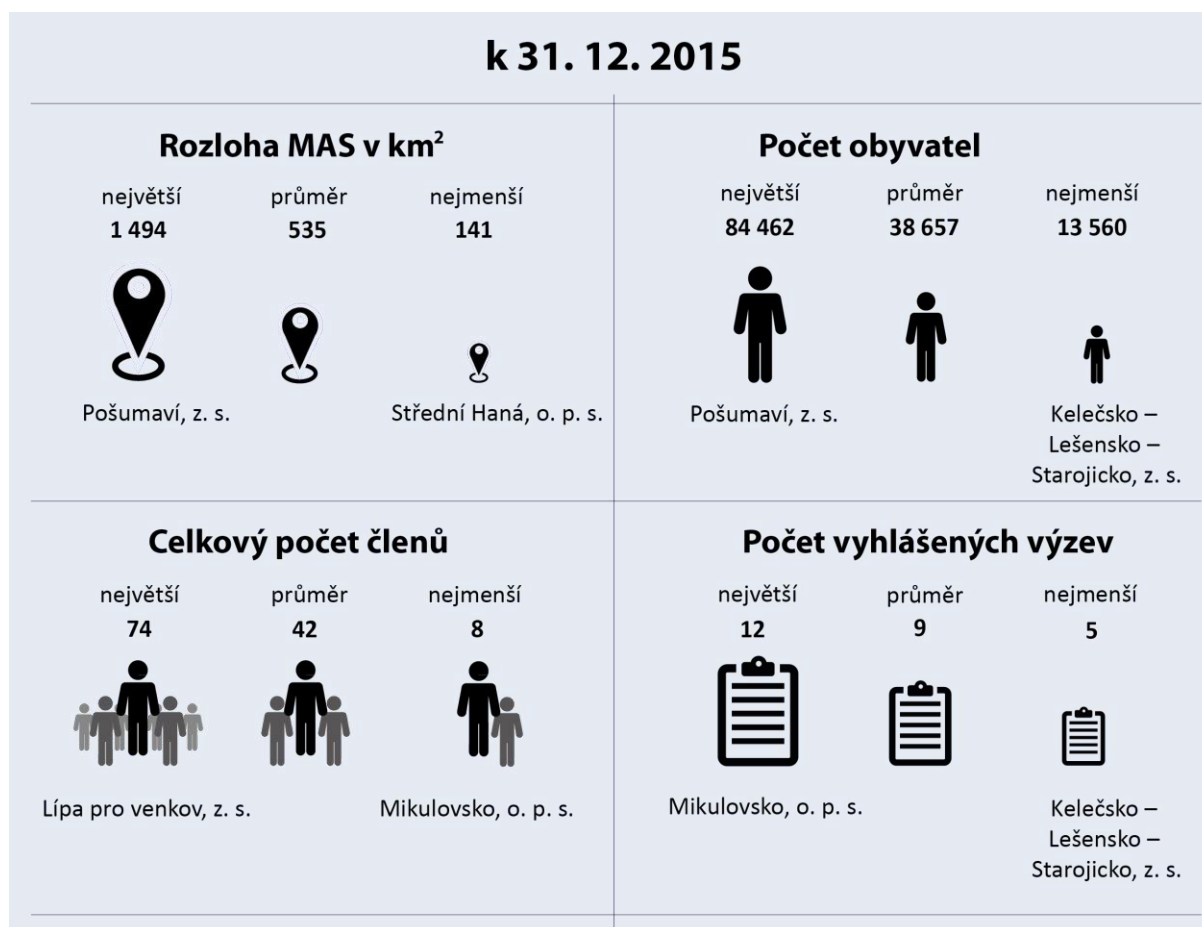 k 31. 12. 2015
Rozloha MAS v km²
největší průměr nejmenší
1 494 535 141
Pošumaví, z. s. Střední Haná, o. p. s.
Počet obyvatel
největší průměr nejmenší
84 462 38 657 13 560
Pošumaví, z. s. Kelečsko –
Lešensko –
Starojicko, z. s.
Celkový počet členů
největší průměr nejmenší
74 42 8
Lípa pro venkov, z. s. Mikulovsko, o. p. s.
Počet vyhlášených výzev
největší průměr nejmenší
12 9 5
Mikulovsko, o. p. s. Kelečsko –
Lešensko –
Starojicko, z. s.